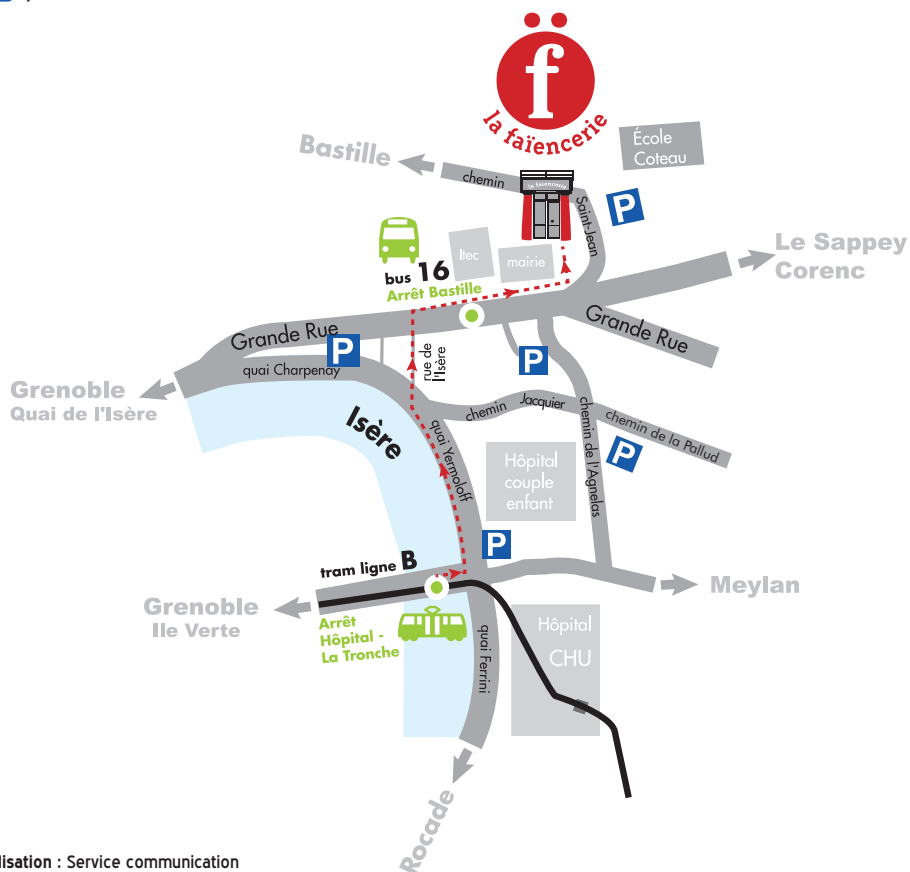 f
la faïencerie
École
Coteau
Bastille
chemin
la faïencerie
Saint-Jean
P
Le Sappey
Corenc
Itec
mairie
bus 16
Arrêt Bastille
Grande Rue
Grande Rue
P
P
rue de
l'Isère
quai Charpenay
Grenoble
Quai de l'Isère
Isère
chemin
Jacquier
chemin de la Pallud
P
quai Yermoloff
chemin de l'Agnelas
Hôpital
couple
enfant
P
tram ligne B
Meylan
Grenoble
Ile Verte
Arrêt
Hôpital -
La Tronche
quai Ferrini
Hôpital
CHU
Rocade
lisation : Service communication